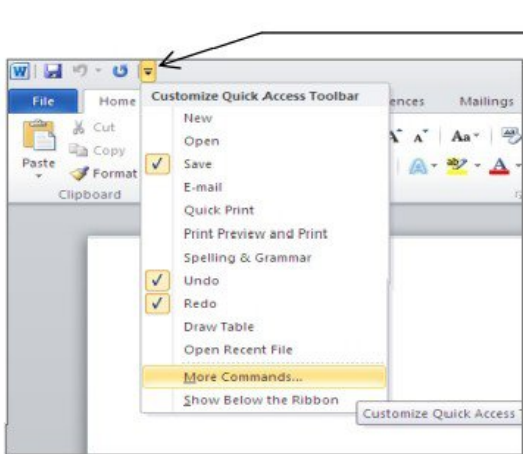 W
File Home Customize Quick Access Toolbar ences Mailings
New
Cut
Open
Aa
Copy
Save
Paste
Format
E-mail
Clipboard
Quick Print
Print Preview and Print
Spelling & Grammar
Undo
Redo
Draw Table
Open Recent File
More Commands...
Show Below the Ribbon
Customize Quick Access